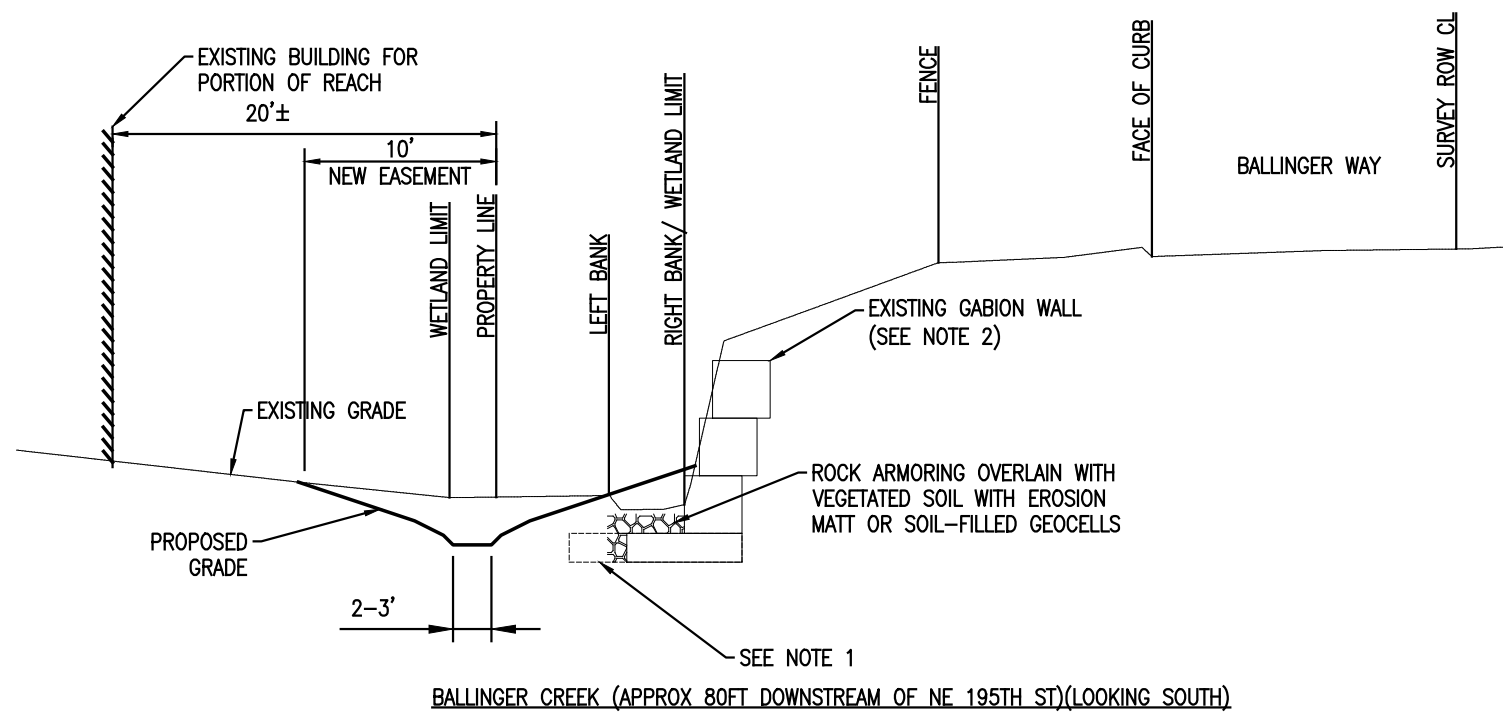 EXISTING BUILDING FOR
PORTION OF REACH
20'±
10'
NEW EASEMENT
WETLAND LIMIT
PROPERTY LINE
LEFT BANK
RIGHT BANK/ WETLAND LIMIT
FENCE
FACE OF CURB
BALLINGER WAY
SURVEY ROW CL
EXISTING GABION WALL
(SEE NOTE 2)
EXISTING GRADE
ROCK ARMORING OVERLAIN WITH
VEGETATED SOIL WITH EROSION
MATT OR SOIL-FILLED GEOCELLS
PROPOSED
GRADE
2-3'
SEE NOTE 1
BALLINGER CREEK (APPROX 80FT DOWNSTREAM OF NE 195TH ST)(LOOKING SOUTH)